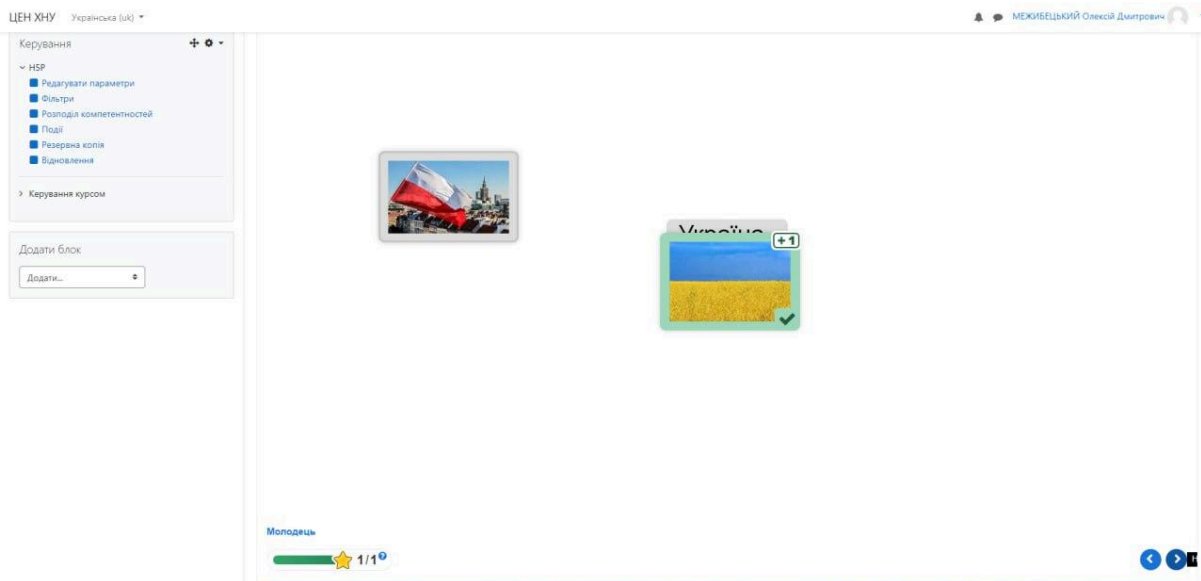 ЦЕН ХНУ Українська (uk)
МЕЖИБЕЦЬКИЙ Олексій Дмитрович
Керування
H5P
Редагувати параметри
Фільтри
Розподіл компетентностей
Події
Резервна копія
Відновлення
Керування курсом
Додати блок
Додати...
Україна
+1
Молодець
1/1
?